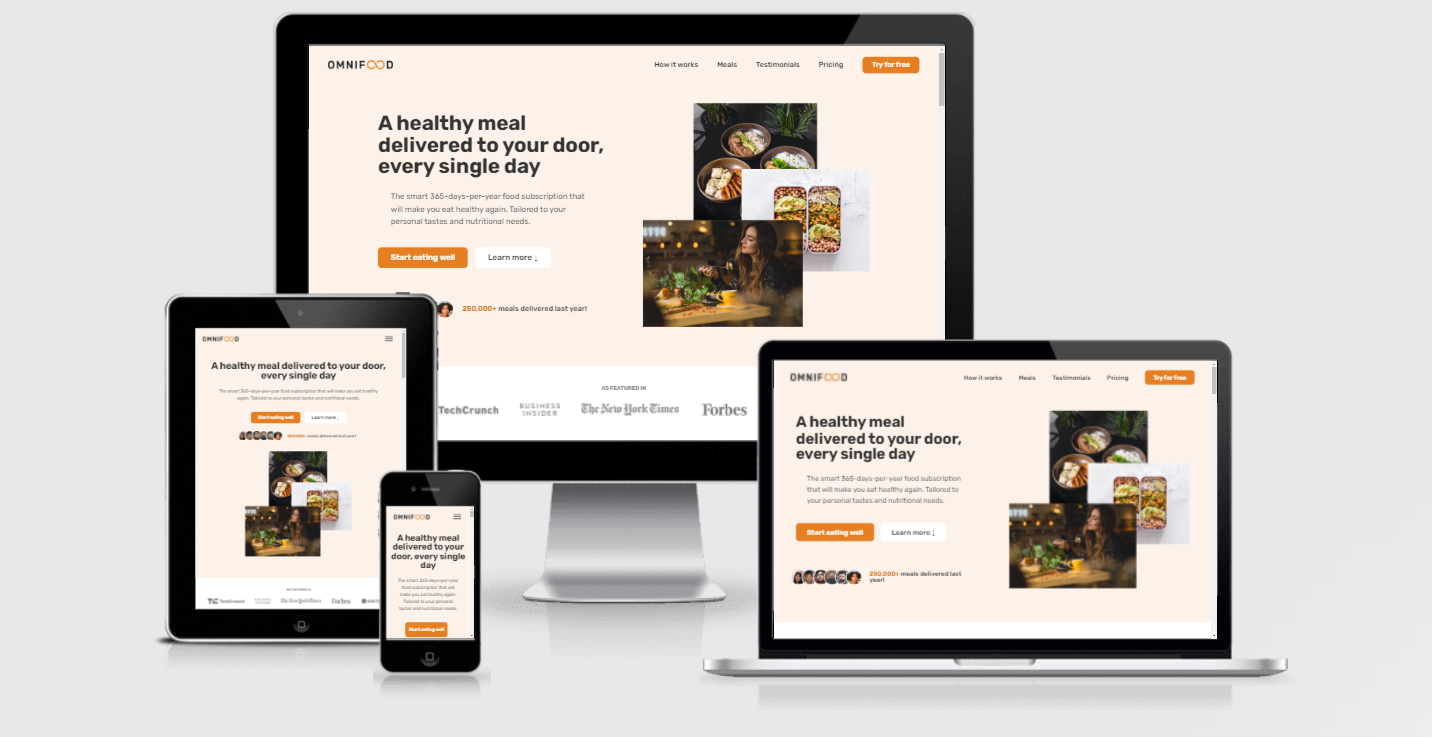 OMNIFOOD
How it works
Meals
Testimonials
Pricing
Try for free
A healthy meal
delivered to your door,
every single day
The smart 365-days-per-year food subscription that
will make you eat healthy again. Tailored to your
personal tastes and nutritional needs.
Start eating well
Learn more ↓
250,000+ meals delivered last year!
AS FEATURED IN
TechCrunch
BUSINESS
INSIDER
The New York Times
Forbes
OMNIFOOD
A healthy meal delivered to your door,
every single day
The smart 365-days-per-year food subscription that will make you eat healthy
again. Tailored to your personal tastes and nutritional needs.
Start eating well
Learn more ↓
250,000+ meals delivered last year!
AS FEATURED IN
TechCrunch
The New York Times
Forbes
OMNIFOOD
A healthy meal
delivered to your
door, every single
day
The smart 365-days-per-year
food subscription that will
make you eat healthy again.
Tailored to your personal
tastes and nutritional needs.
Start eating well
OMNIFOOD
How it works
Meals
Testimonials
Pricing
Try for free
A healthy meal
delivered to your door,
every single day
The smart 365-days-per-year food subscription
that will make you eat healthy again. Tailored to
your personal tastes and nutritional needs.
Start eating well
Learn more ↓
250,000+ meals delivered last
year!